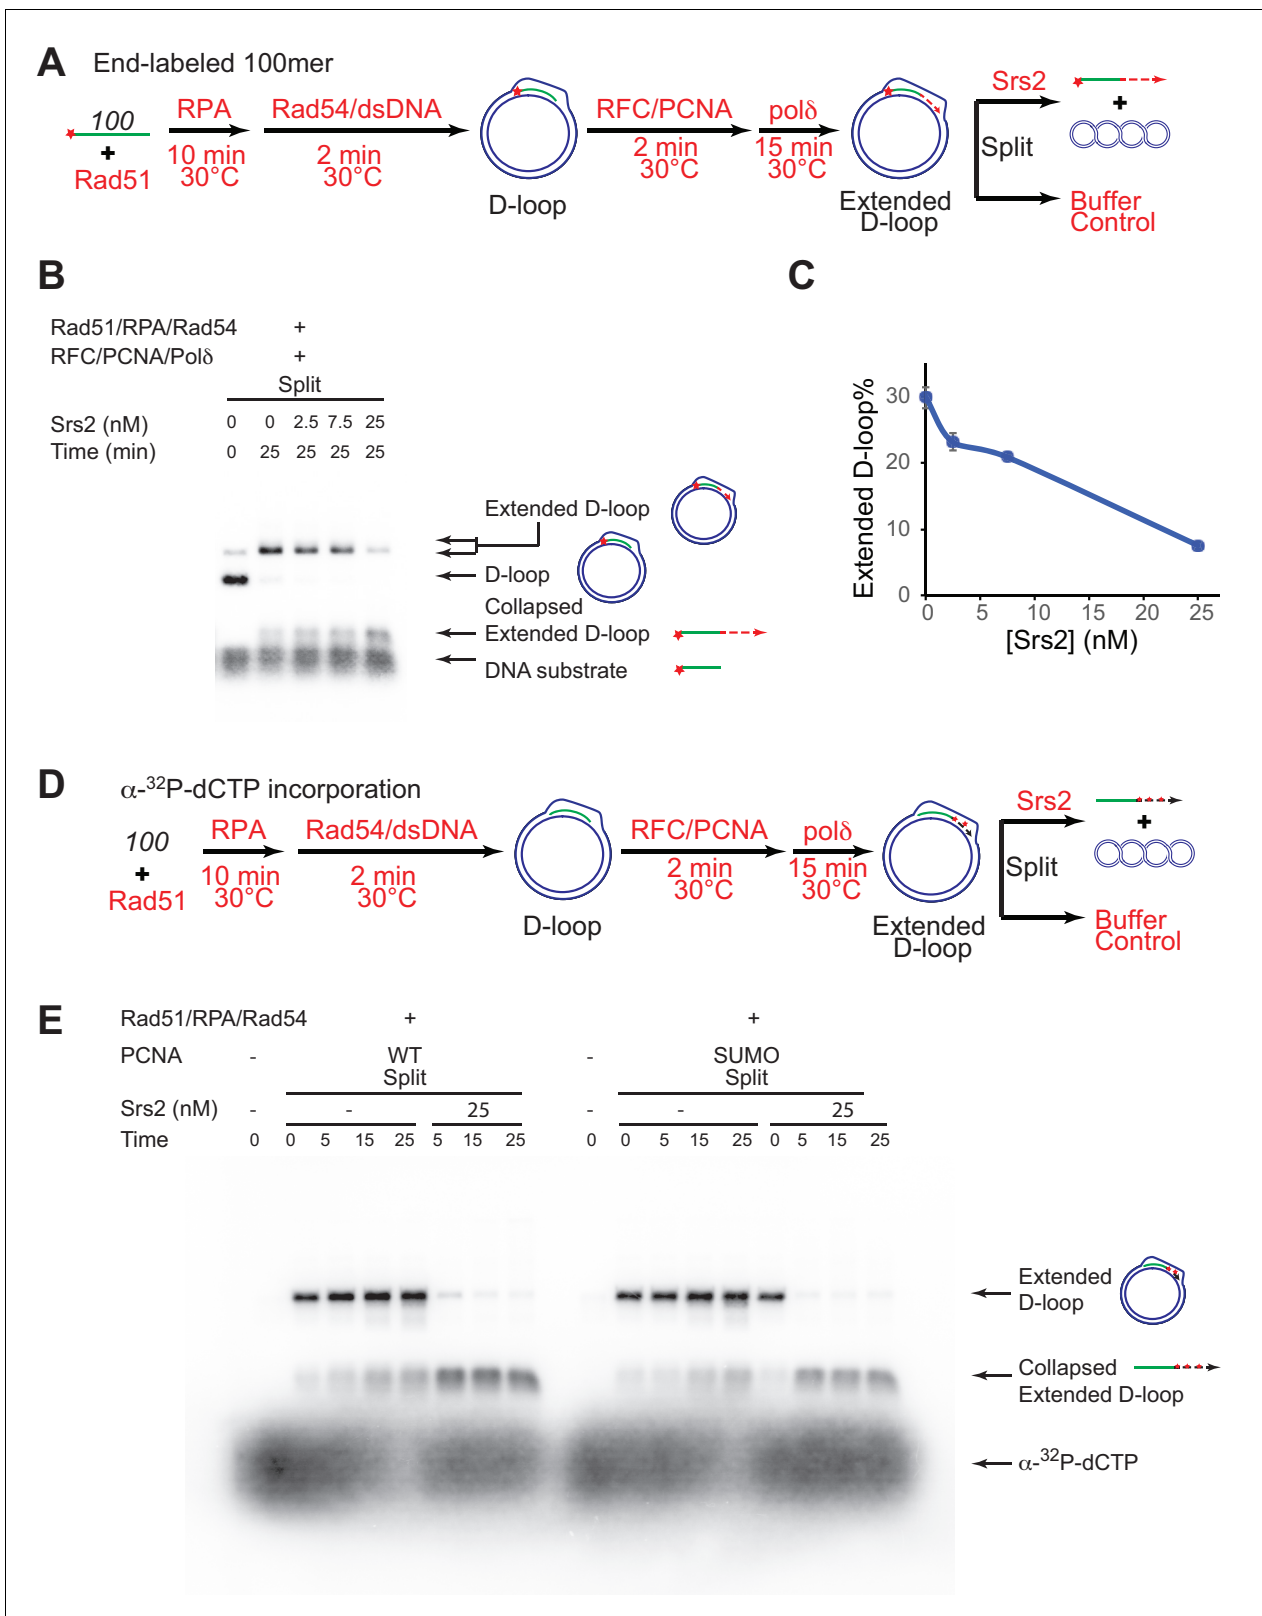 A End-labeled 100mer
100
+
Rad51
RPA
10 min
30°C
Rad54/dsDNA
2 min
30°C
D-loop
RFC/PCNA
2 min
30°C
polδ
15 min
30°C
Extended
D-loop
Srs2
+
Split
Buffer
Control
B
Rad51/RPA/Rad54 +
RFC/PCNA/Polδ +
Split
Srs2 (nM) 0 0 2.5 7.5 25
Time (min) 0 25 25 25 25
Extended D-loop
D-loop
Collapsed
Extended D-loop
DNA substrate
C
Extended D-loop%
30
20
10
0
0 5 10 15 20 25
[Srs2] (nM)
D α-³²P-dCTP incorporation
100
+
Rad51
RPA
10 min
30°C
Rad54/dsDNA
2 min
30°C
D-loop
RFC/PCNA
2 min
30°C
polδ
15 min
30°C
Extended
D-loop
Srs2
+
Split
Buffer
Control
E
Rad51/RPA/Rad54 + +
PCNA - WT - SUMO
Split Split
Srs2 (nM) - - 25 - - 25
Time 0 0 5 15 25 5 15 25 0 0 5 15 25 0 5 15 25
Extended
D-loop
Collapsed
Extended D-loop
α-³²P-dCTP